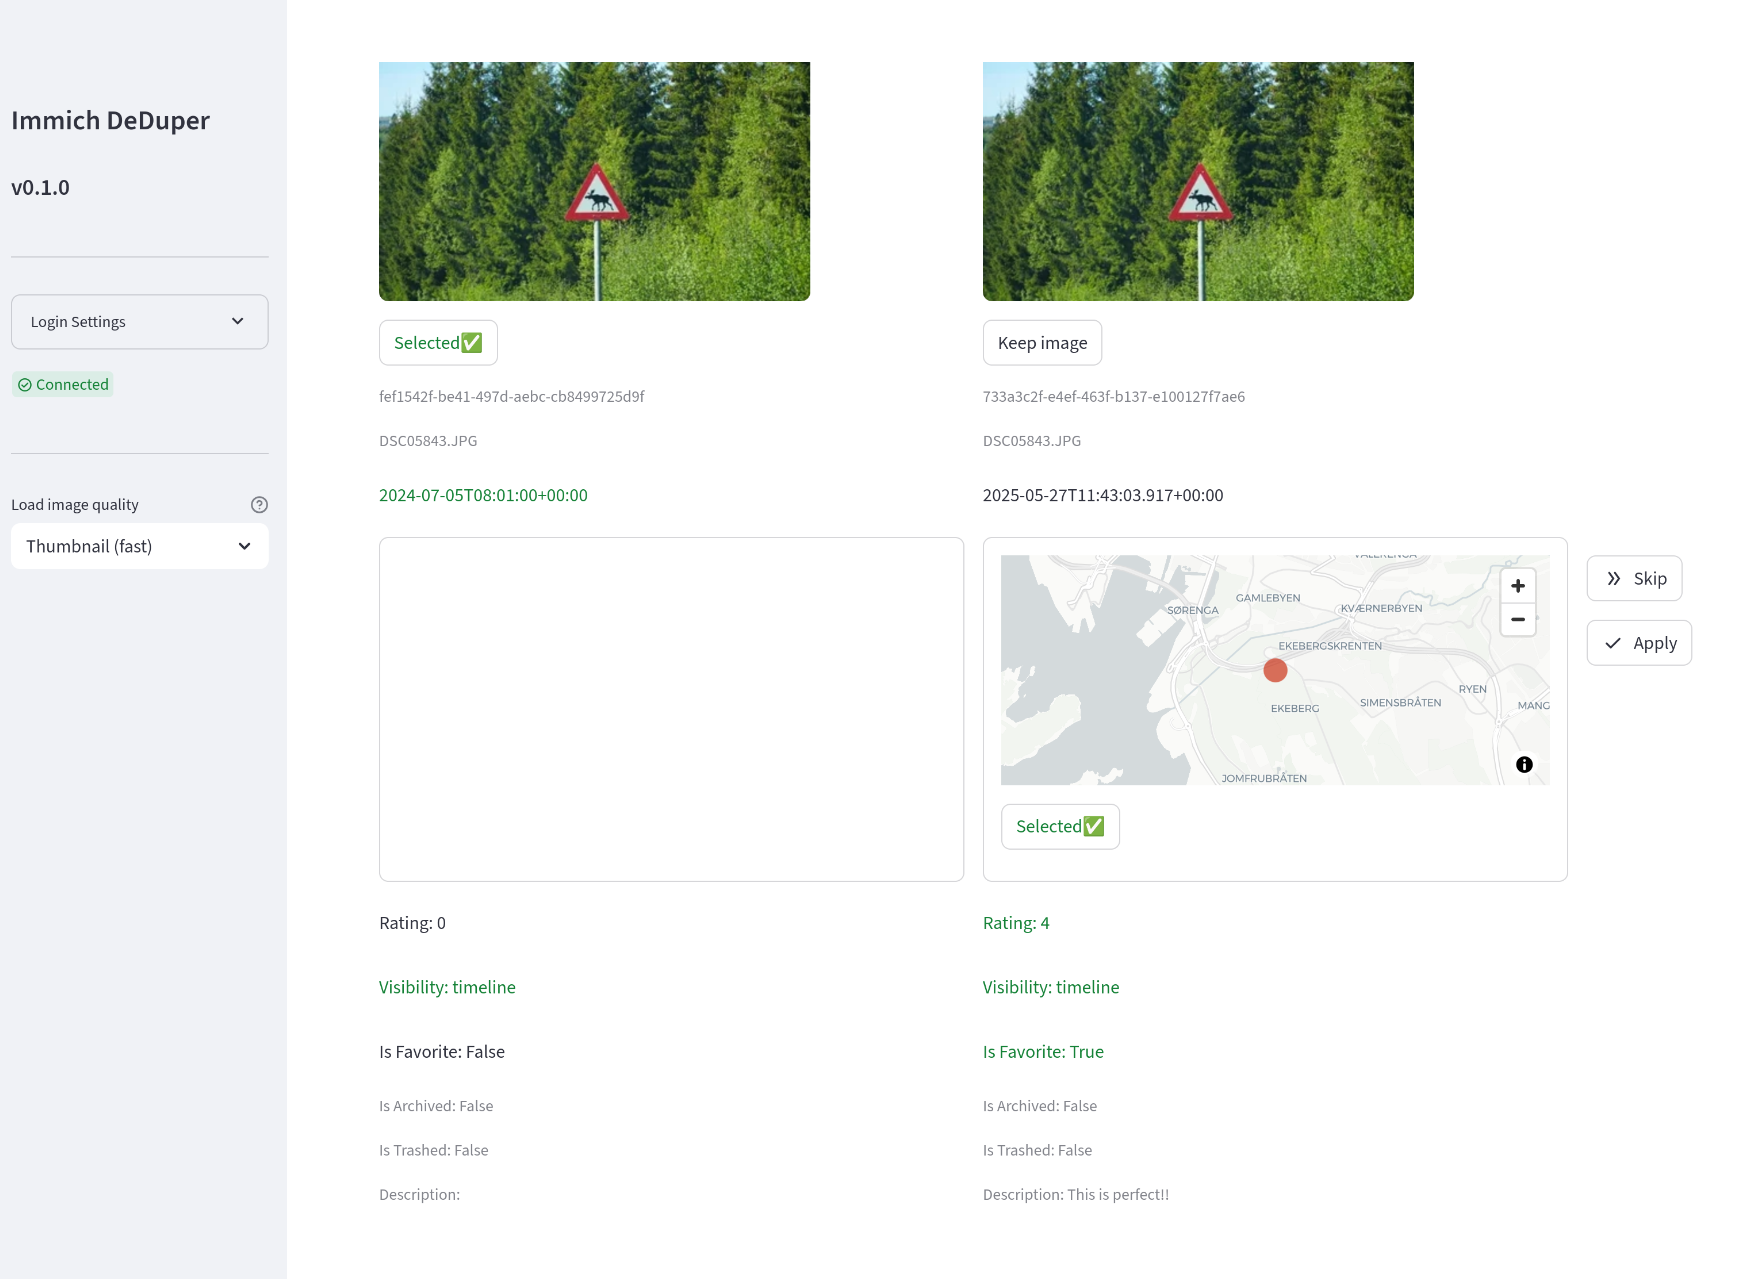 Immich DeDuper
v0.1.0
Login Settings
Connected
Load image quality
Thumbnail (fast)
Selected✅
fef1542f-be41-497d-aebc-cb8499725d9f
DSC05843.JPG
2024-07-05T08:01:00+00:00
Rating: 0
Visibility: timeline
Is Favorite: False
Is Archived: False
Is Trashed: False
Description:
Keep image
733a3c2f-e4ef-463f-b137-e100127f7ae6
DSC05843.JPG
2025-05-27T11:43:03.917+00:00
GAMLEBYEN
SØRENGA
KVÆRNERBYEN
EKEBERGSKRENTEN
RYEN
SIMENSBRÅTEN
MANG
EKEBERG
JOMFRUBRÅTEN
Selected✅
Rating: 4
Visibility: timeline
Is Favorite: True
Is Archived: False
Is Trashed: False
Description: This is perfect!!
Skip
Apply